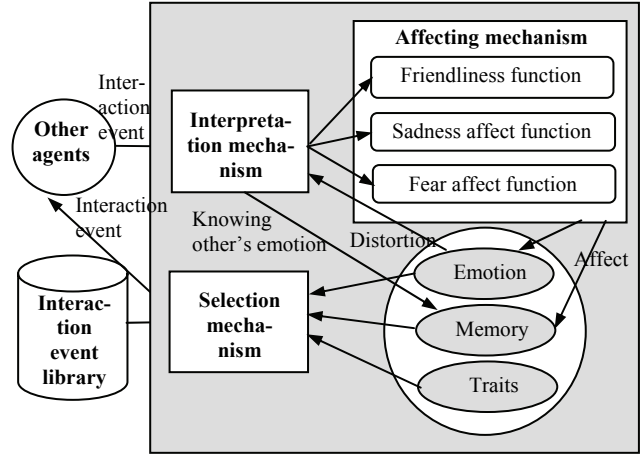 Affecting mechanism
Friendliness function
Sadness affect function
Fear affect function
Inter-
action
event
Other
agents
Interpreta-
tion mecha-
nism
Interaction
event
Knowing
other's emotion
Distortion
Affect
Emotion
Memory
Traits
Selection
mecha-
nism
Interac-
tion
event
library